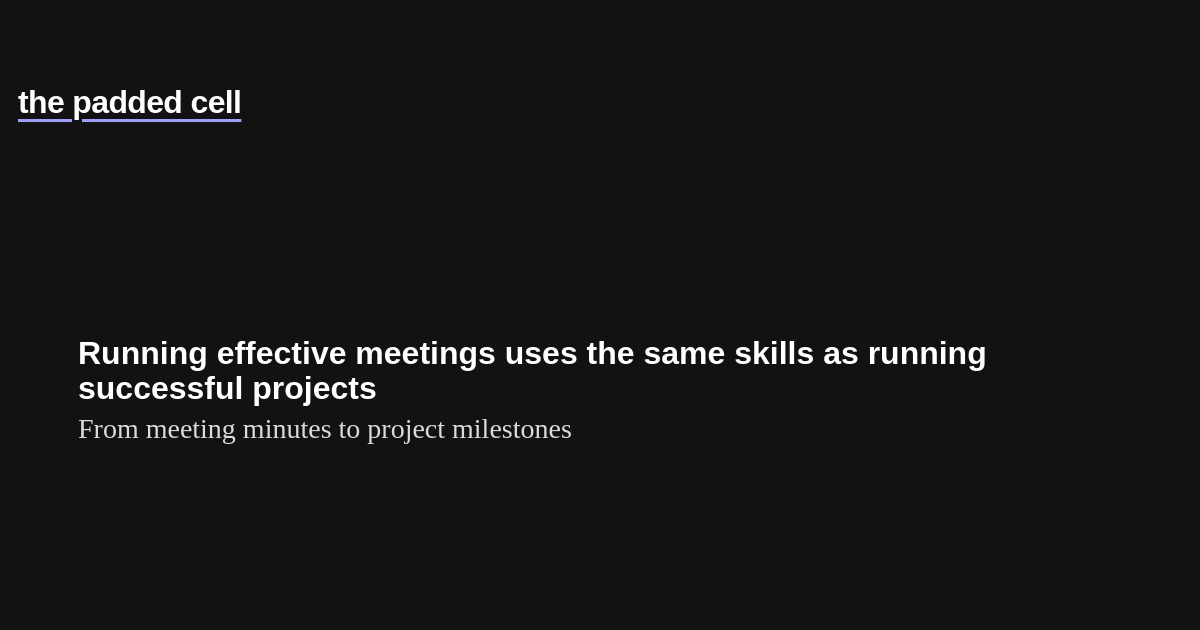 the padded cell
Running effective meetings uses the same skills as running
successful projects
From meeting minutes to project milestones